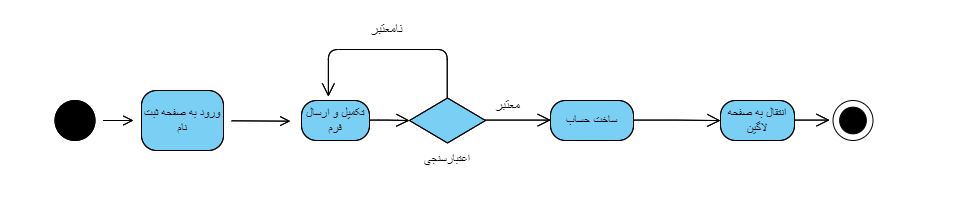 نامعتبر
ورود به صفحه ثبت
نام
تکمیل و ارسال
فرم
معتبر
ساخت حساب
انتقال به صفحه
لاگین
اعتبارسنجی